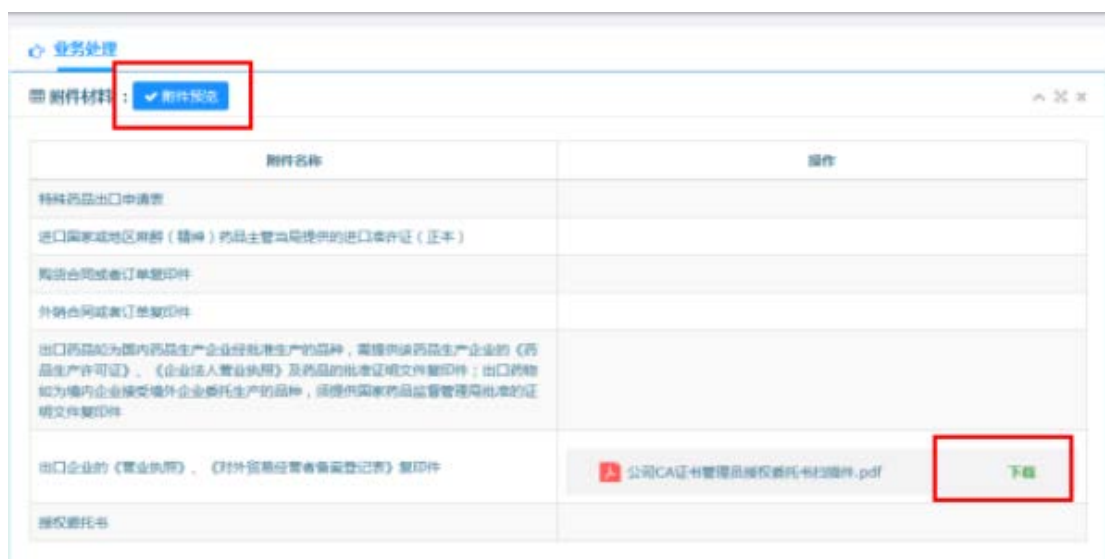 业务处理
附件材料 : 附件预览
附件名称 操作
特殊药品出口申请表
进口国家或地区麻醉（精神）药品主管当局提供的进口准许证（正本）
购货合同或者订单复印件
外销合同或者订单复印件
出口药品如为国内药品生产企业经批准生产的品种，需提供该药品生产企业的《药
品生产许可证》、《企业法人营业执照》及药品的批准证明文件复印件；出口药物
如为境内企业接受境外企业委托生产的品种，须提供国家药品监督管理局批准的证
明文件复印件
出口企业的《营业执照》、《对外贸易经营者备案登记表》复印件
公司CA证书管理员授权委托书扫描件.pdf 下载
授权委托书